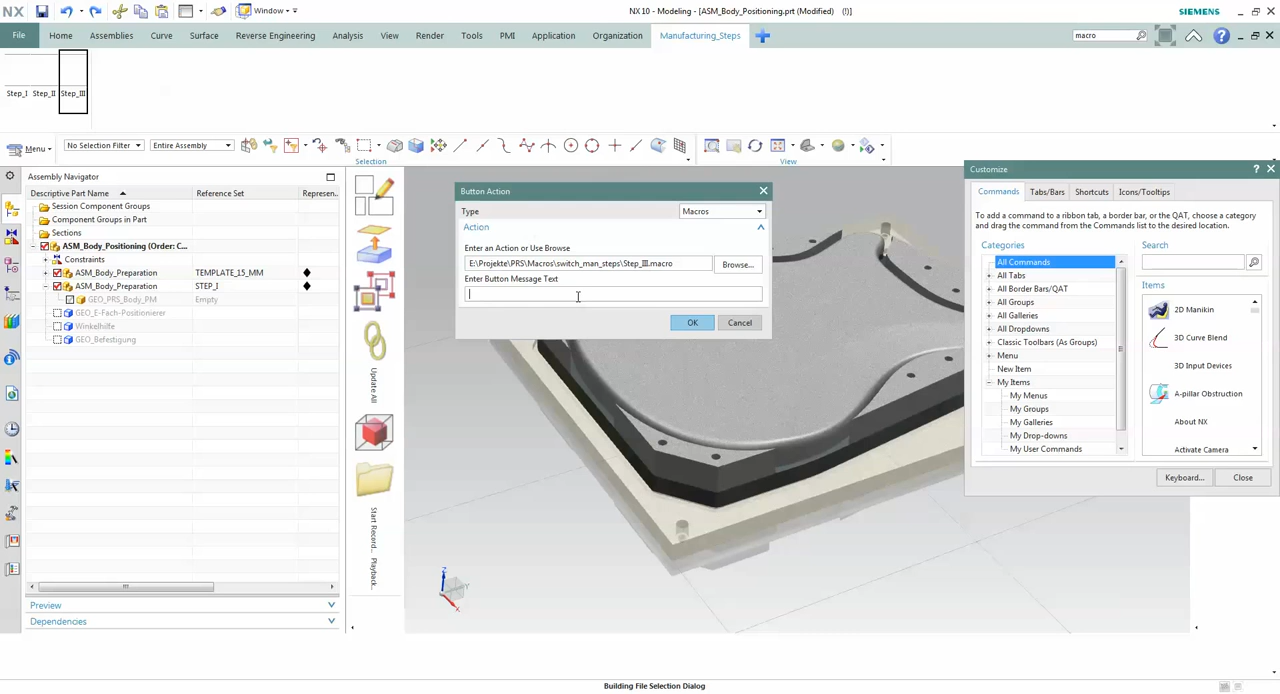 NX
Window
NX 10 - Modeling - [ASM_Body_Positioning.prt (Modified) (!)]
SIEMENS
File Home Assemblies Curve Surface Reverse Engineering Analysis View Render Tools PMI Application Organization Manufacturing_Steps
macro
Step_I Step_II Step_III
Menu
No Selection Filter
Entire Assembly
Selection
View
Assembly Navigator
Descriptive Part Name Reference Set Represen...
Session Component Groups
Component Groups in Part
Sections
ASM_Body_Positioning (Order: C...
Constraints
ASM_Body_Preparation TEMPLATE_15_MM
ASM_Body_Preparation STEP_I
GEO_PRS_Body_PM Empty
GEO_E-Fach-Positionierer
Winkelhilfe
GEO_Befestigung
Preview
Dependencies
Update All
Start Record...
Playback...
Button Action
Type Macros
Action
Enter an Action or Use Browse
E:\Projekte\PRS\Macros\switch_man_steps\Step_III.macro
Browse...
Enter Button Message Text
OK Cancel
Customize
Commands Tabs/Bars Shortcuts Icons/Tooltips
To add a command to a ribbon tab, a border bar, or the QAT, choose a category
and drag the command from the Commands list to the desired location.
Categories
All Commands
All Tabs
All Border Bars/QAT
All Groups
All Galleries
All Dropdowns
Classic Toolbars (As Groups)
Menu
New Item
My Items
My Menus
My Groups
My Galleries
My Drop-downs
My User Commands
Search
Items
2D Manikin
3D Curve Blend
3D Input Devices
A-pillar Obstruction
About NX
Activate Camera
Keyboard... Close
Z
Y
X
Building File Selection Dialog